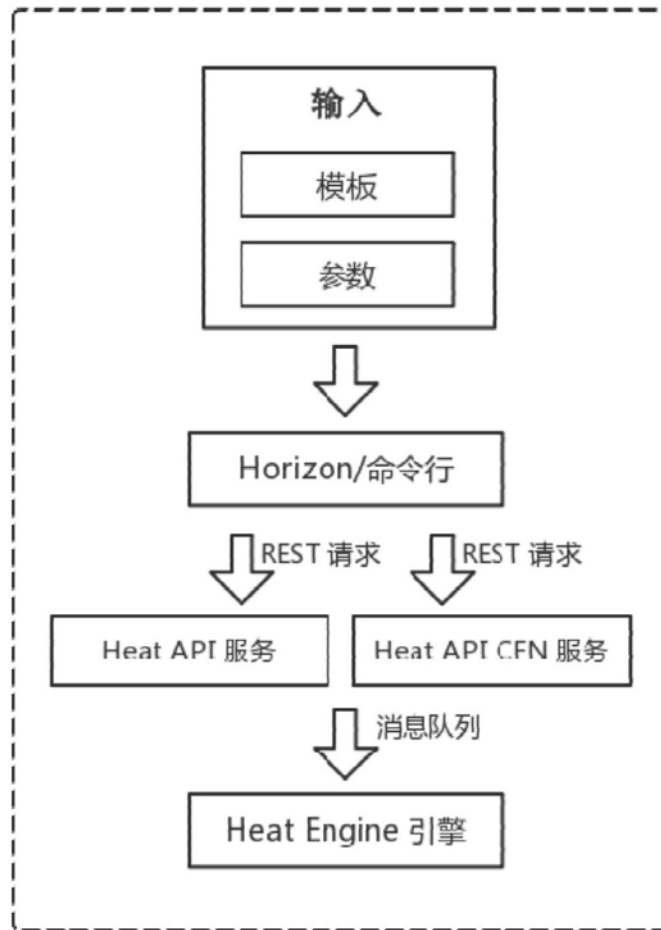 输入
模板
参数
Horizon/命令行
REST 请求 REST 请求
Heat API 服务 Heat API CFN 服务
消息队列
Heat Engine 引擎